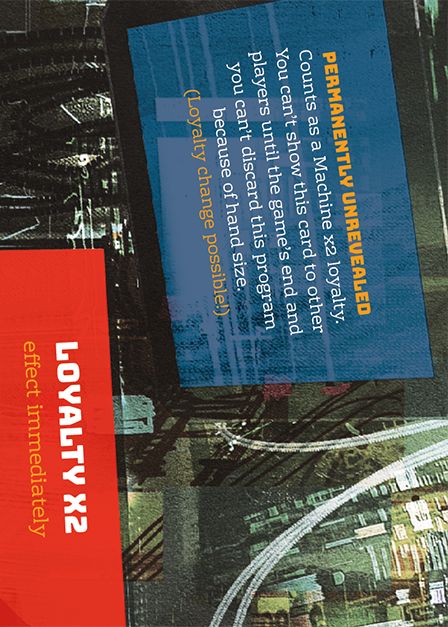 PERMANENTLY UNREVEALED
Counts as a Machine x2 loyalty.
You can't show this card to other
players until the game's end and
you can't discard this program
because of hand size.
(Loyalty change possible!)
LOYALTY X2
effect immediately